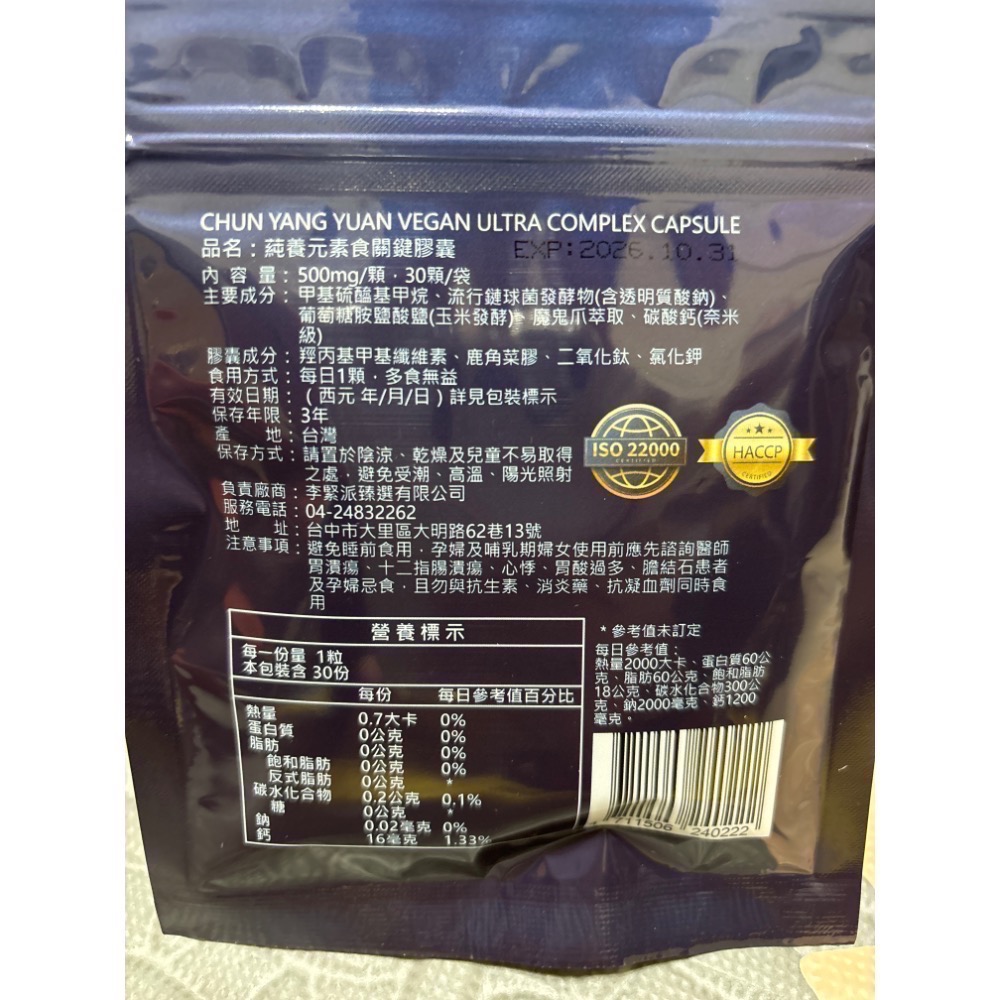 CHUN YANG YUAN VEGAN ULTRA COMPLEX CAPSULE
品名：蒓養元素食關鍵膠囊
EXP:2026.10.31
內 容 量：500mg/顆．30顆/袋
主要成分：甲基硫醯基甲烷、流行鏈球菌發酵物(含透明質酸鈉)、
葡萄糖胺鹽酸鹽(玉米發酵)、魔鬼爪萃取、碳酸鈣(奈米
級)
膠囊成分：羥丙基甲基纖維素、鹿角菜膠、二氧化鈦、氯化鉀
食用方式：每日1顆．多食無益
有效日期：（西元 年/月/日）詳見包裝標示
保存年限：3年
產 地：台灣
保存方式：請置於陰涼、乾燥及兒童不易取得
之處，避免受潮、高溫、陽光照射
ISO 22000
CERTIFIED
HACCP
CERTIFIED
負責廠商：李緊派臻選有限公司
服務電話：04-24832262
地 址：台中市大里區大明路62巷13號
注意事項：避免睡前食用，孕婦及哺乳期婦女使用前應先諮詢醫師
胃潰瘍、十二指腸潰瘍、心悸、胃酸過多、膽結石患者
及孕婦忌食，且勿與抗生素、消炎藥、抗凝血劑同時食
用
營養標示
每一份量 1粒
本包裝含 30份
每份 每日參考值百分比
熱量 0.7大卡 0%
蛋白質 0公克 0%
脂肪 0公克 0%
飽和脂肪 0公克 0%
反式脂肪 0公克 *
碳水化合物 0.2公克 0.1%
糖 0公克 *
鈉 0.02毫克 0%
鈣 16毫克 1.33%
* 參考值未訂定
每日參考值：
熱量2000大卡、蛋白質60公
克、脂肪60公克、飽和脂肪
18公克、碳水化合物300公
克、鈉2000毫克、鈣1200
毫克。
711506 240222